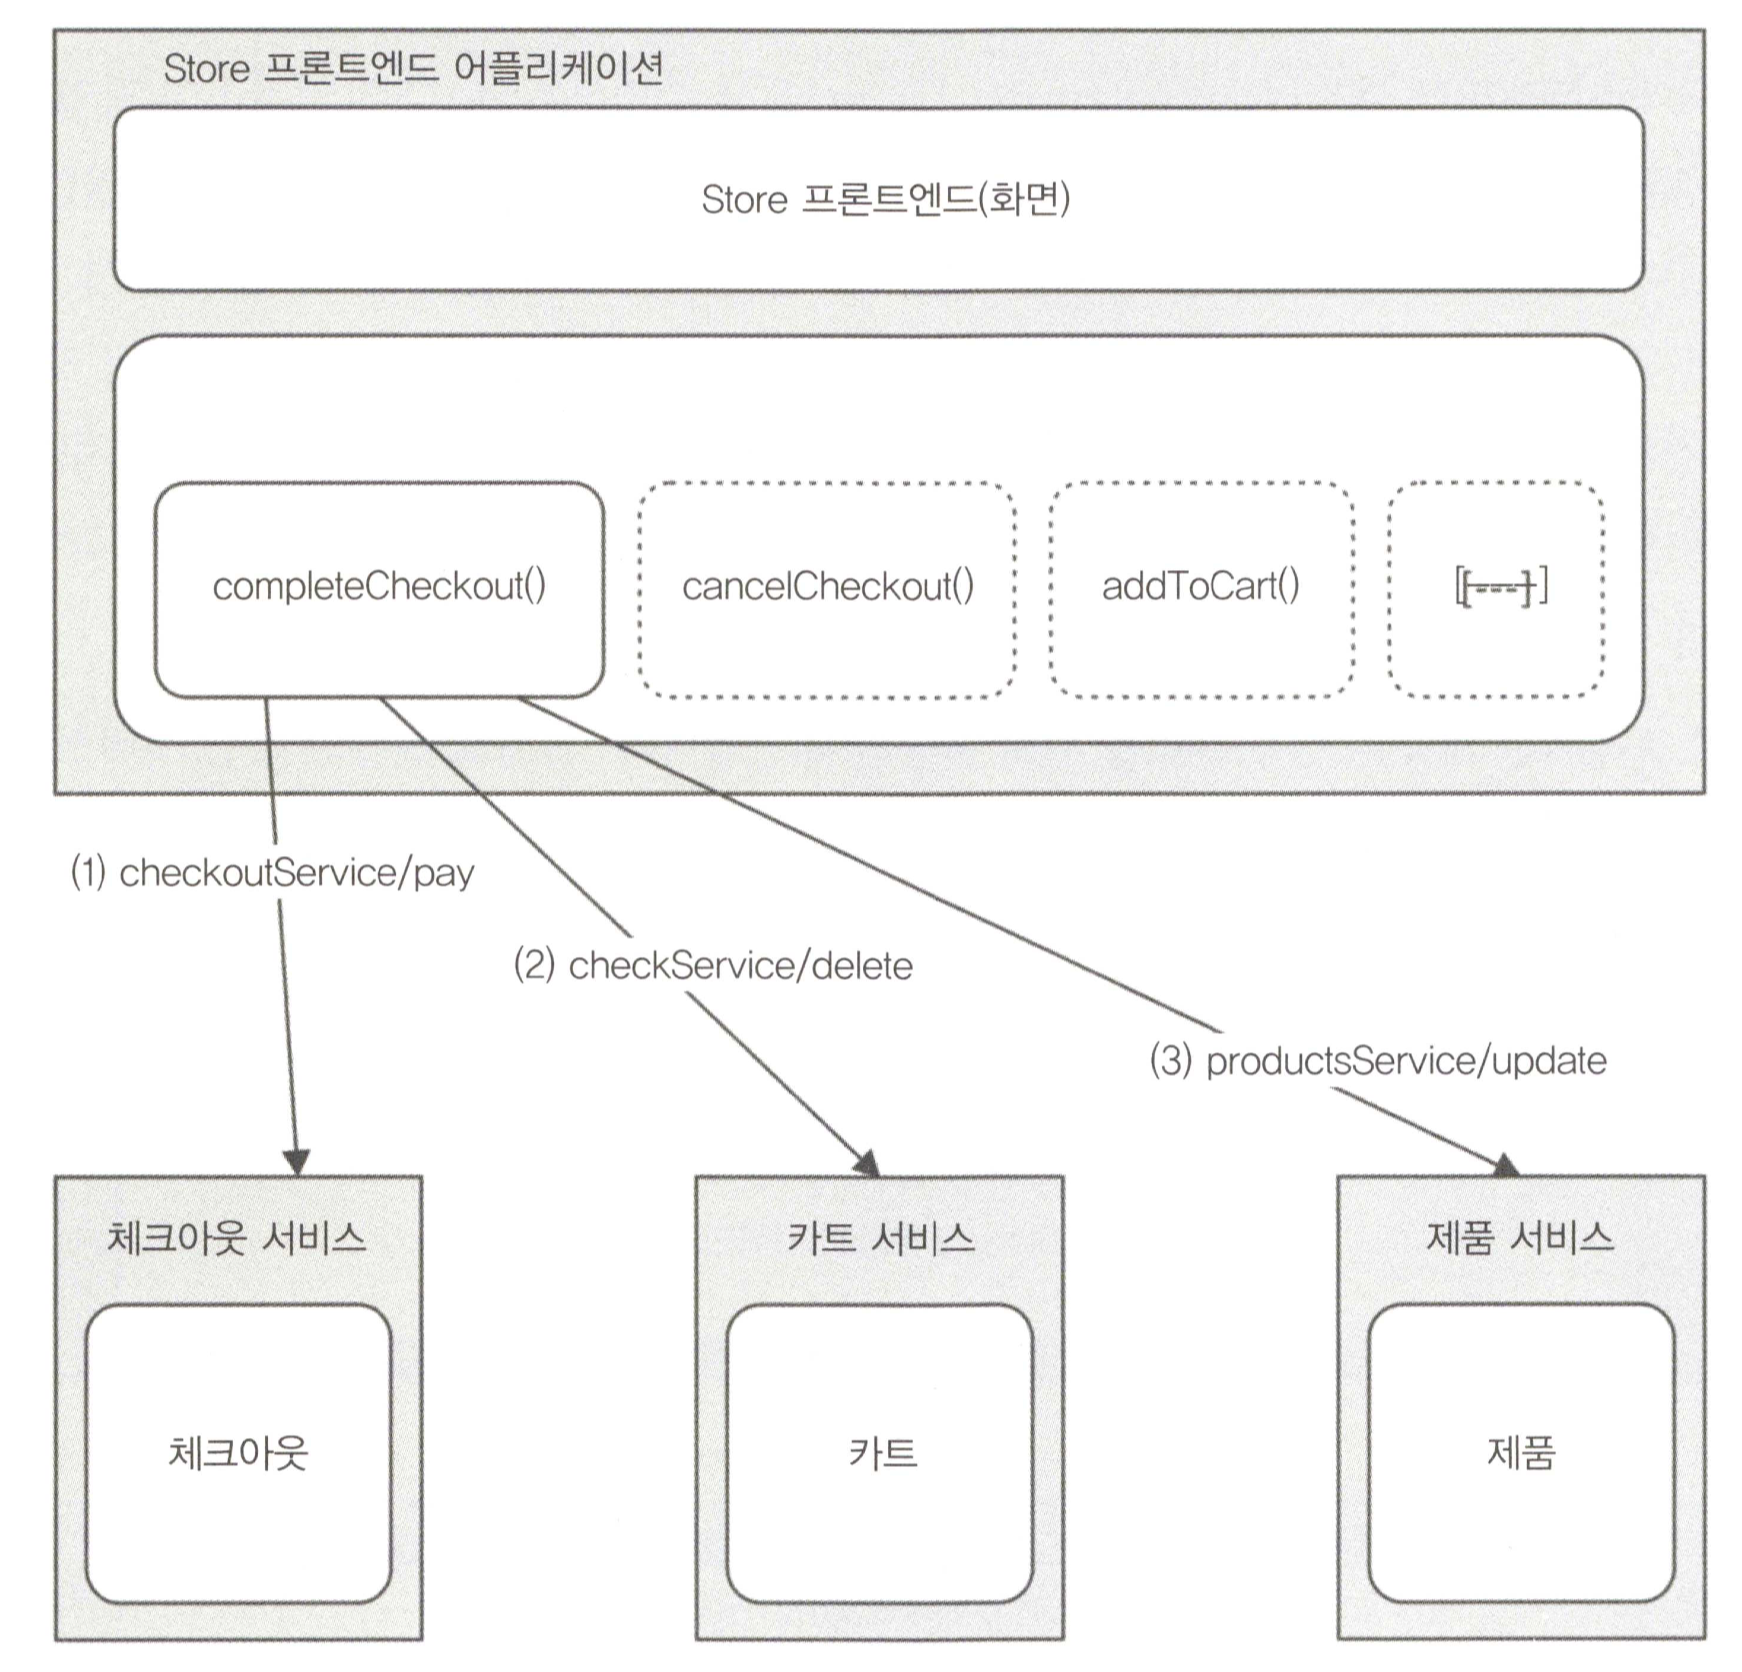 Store 프론트엔드 어플리케이션
Store 프론트엔드(화면)
completeCheckout()
cancelCheckout()
addToCart()
[[---]]
(1) checkoutService/pay
(2) checkService/delete
(3) productsService/update
체크아웃 서비스
카트 서비스
제품 서비스
체크아웃
카트
제품